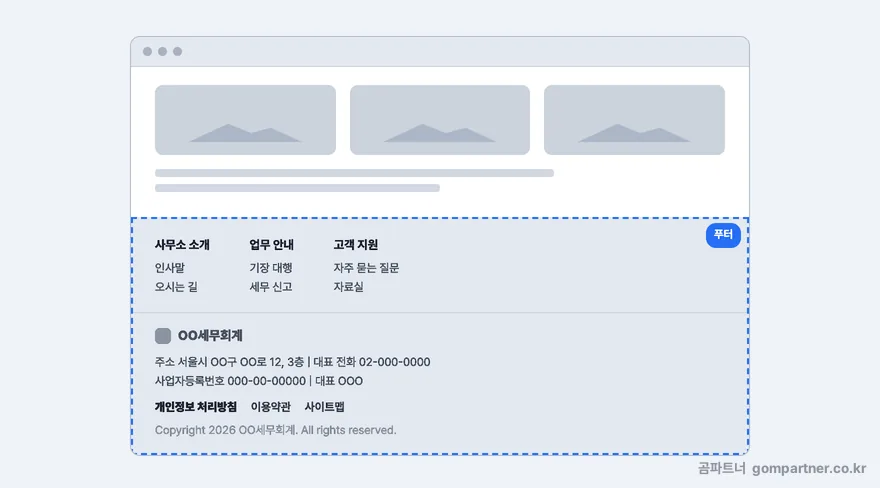 푸터
사무소 소개 업무 안내 고객 지원
인사말 기장 대행 자주 묻는 질문
오시는 길 세무 신고 자료실
OO세무회계
주소 서울시 OO구 OO로 12, 3층 | 대표 전화 02-000-0000
사업자등록번호 000-00-00000 | 대표 OOO
개인정보 처리방침 이용약관 사이트맵
Copyright 2026 OO세무회계. All rights reserved.
곰파트너 gompartner.co.kr